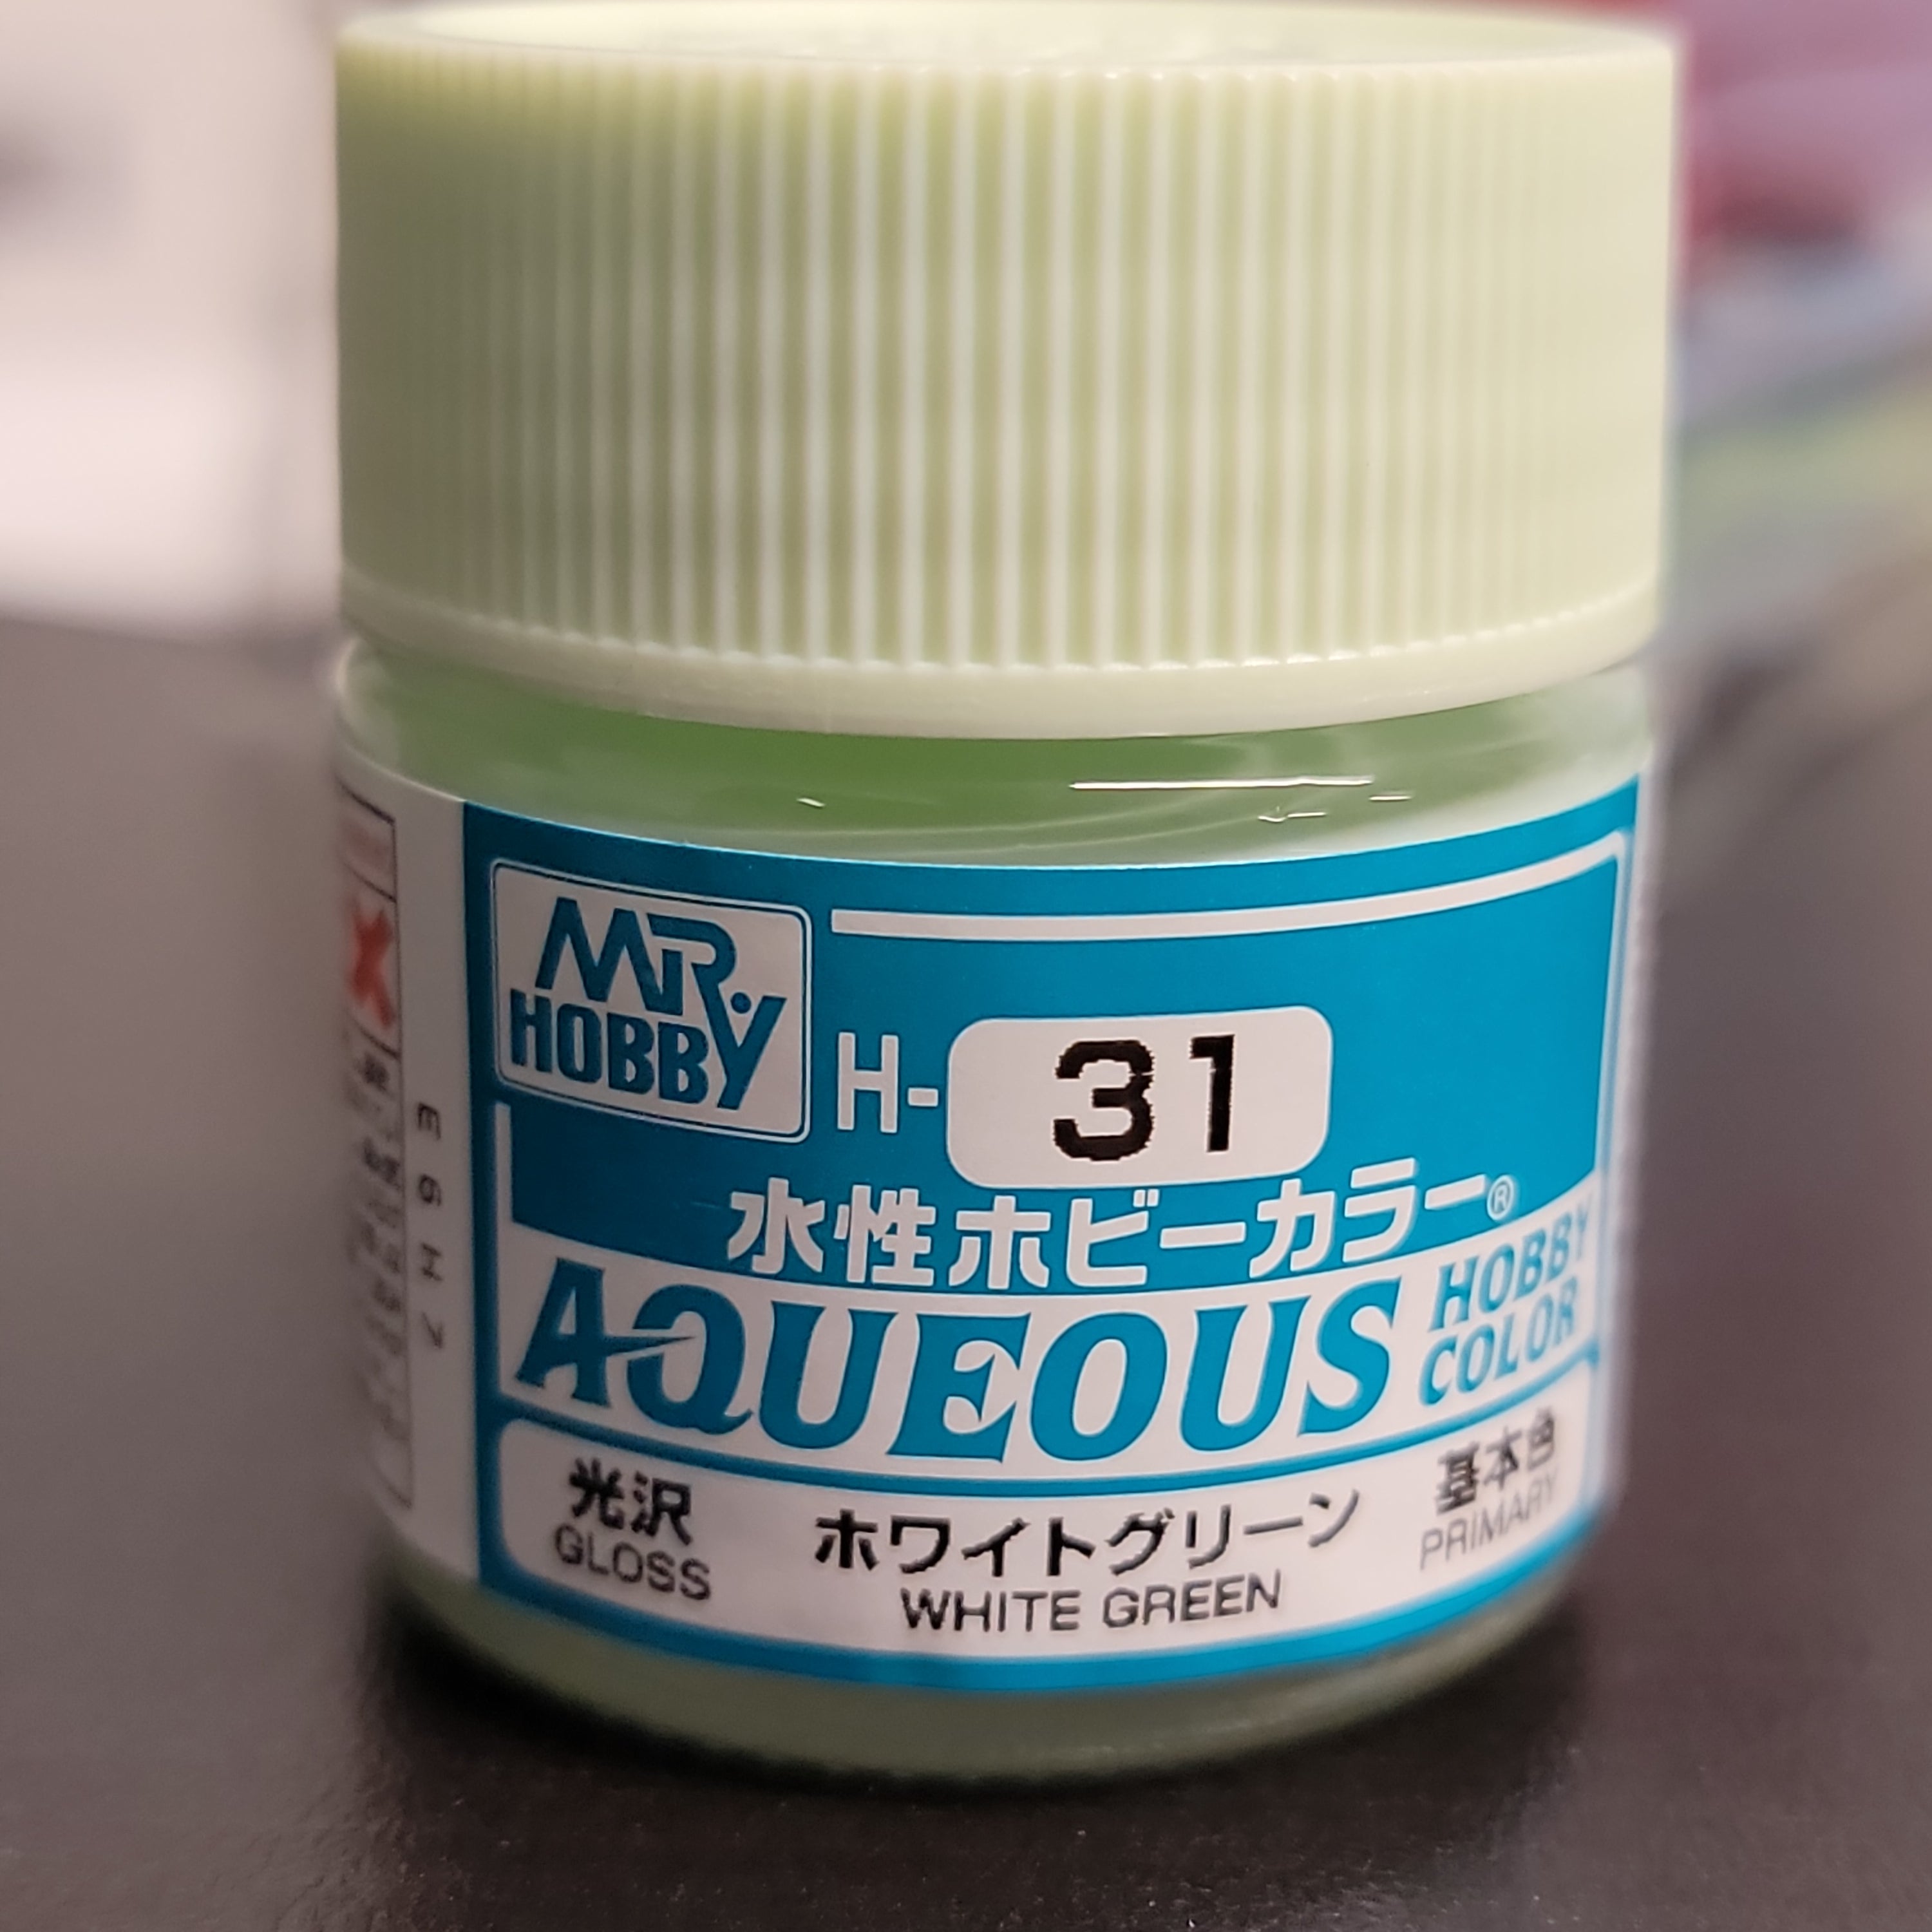 MR.
HOBBY
H-31
水性ホビーカラー®
AQUEOUS HOBBY COLOR
光沢 ホワイトグリーン 基本色
GLOSS WHITE GREEN PRIMARY